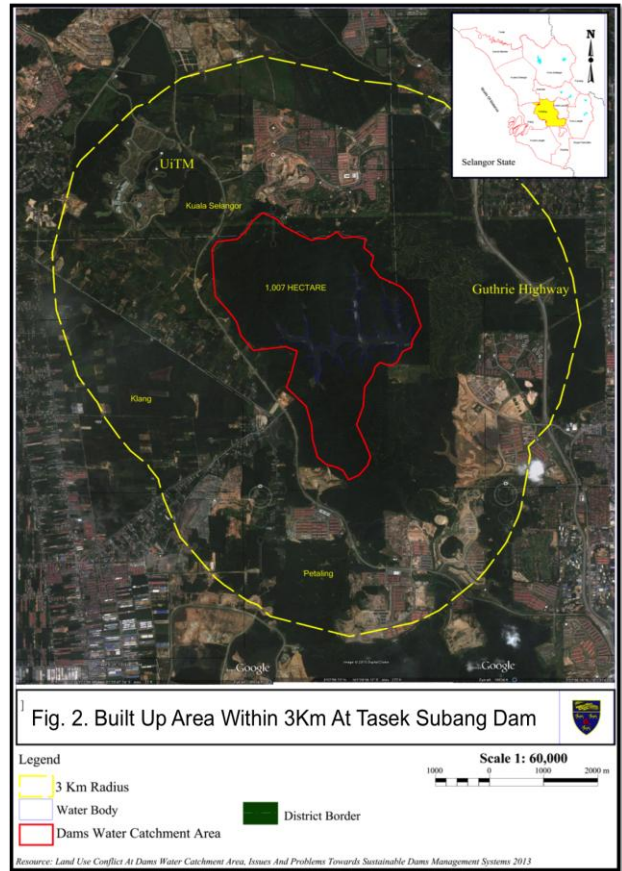 N
Selangor State
UiTM
Kuala Selangor
1,007 HECTARE
Guthrie Highway
Klang
Petaling
Google
Google
Fig. 2. Built Up Area Within 3Km At Tasek Subang Dam
Legend
3 Km Radius
Water Body
Dams Water Catchment Area
District Border
Scale 1: 60,000
1000 0 1000 2000 m
Resource: Land Use Conflict At Dams Water Catchment Area, Issues And Problems Towards Sustainable Dams Management Systems 2013